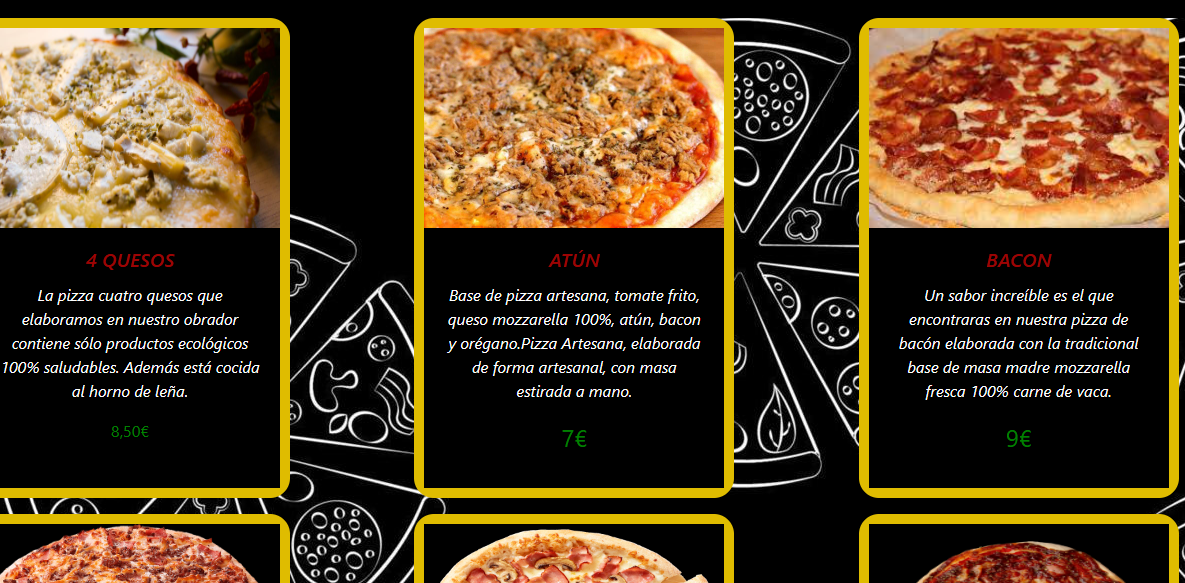 4 QUESOS
La pizza cuatro quesos que
elaboramos en nuestro obrador
contiene sólo productos ecológicos
100% saludables. Además está cocida
al horno de leña.
8,50€
ATÚN
Base de pizza artesana, tomate frito,
queso mozzarella 100%, atún, bacon
y orégano.Pizza Artesana, elaborada
de forma artesanal, con masa
estirada a mano.
7€
BACON
Un sabor increíble es el que
encontraras en nuestra pizza de
bacón elaborada con la tradicional
base de masa madre mozzarella
fresca 100% carne de vaca.
9€